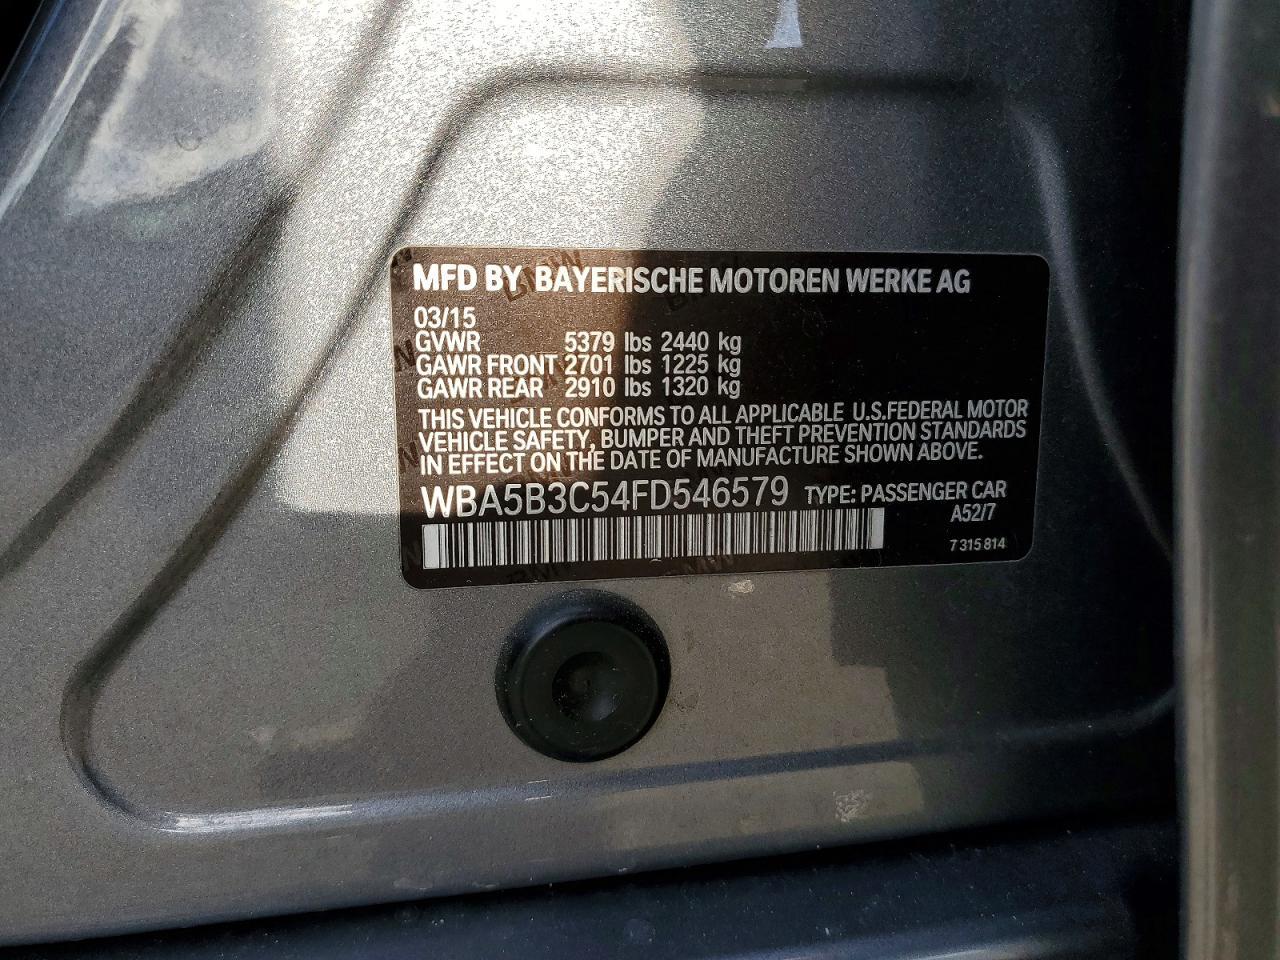 MFD BY BAYERISCHE MOTOREN WERKE AG
03/15
GVWR 5379 lbs 2440 kg
GAWR FRONT 2701 lbs 1225 kg
GAWR REAR 2910 lbs 1320 kg
THIS VEHICLE CONFORMS TO ALL APPLICABLE U.S.FEDERAL MOTOR
VEHICLE SAFETY, BUMPER AND THEFT PREVENTION STANDARDS
IN EFFECT ON THE DATE OF MANUFACTURE SHOWN ABOVE.
WBA5B3C54FD546579 TYPE: PASSENGER CAR
A52/7
7 315 814